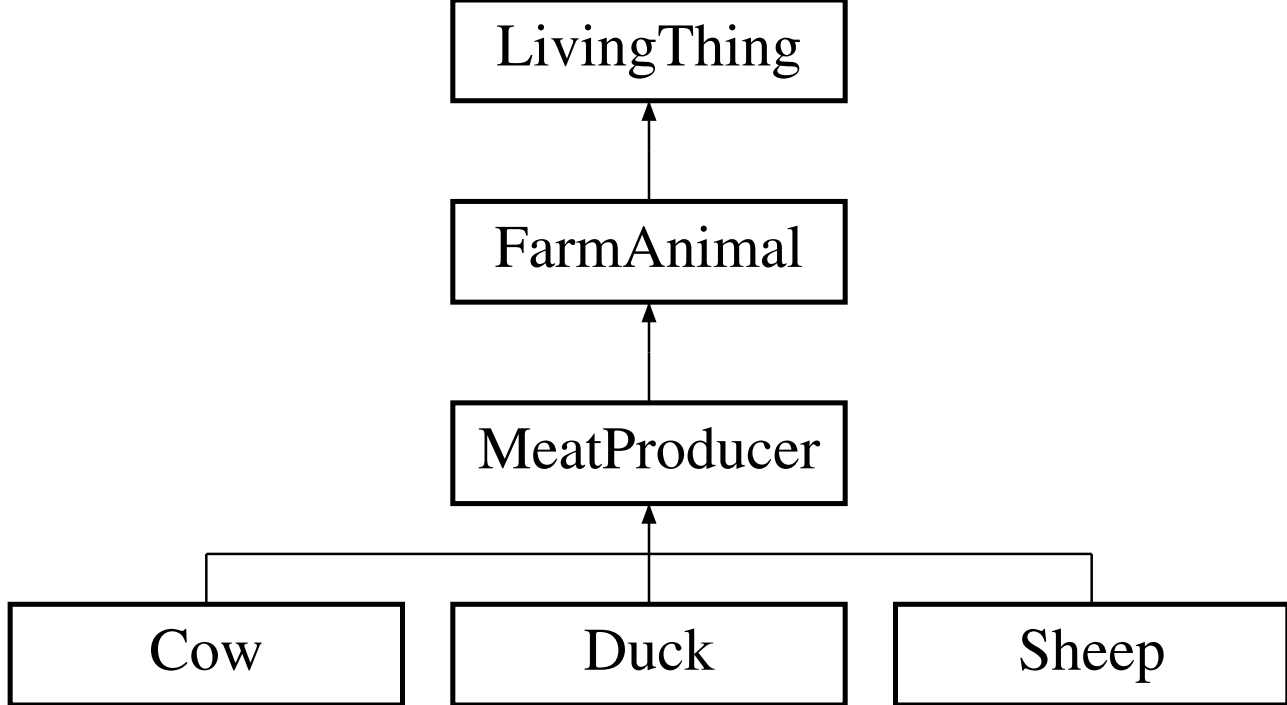 LivingThing
FarmAnimal
MeatProducer
Cow
Duck
Sheep